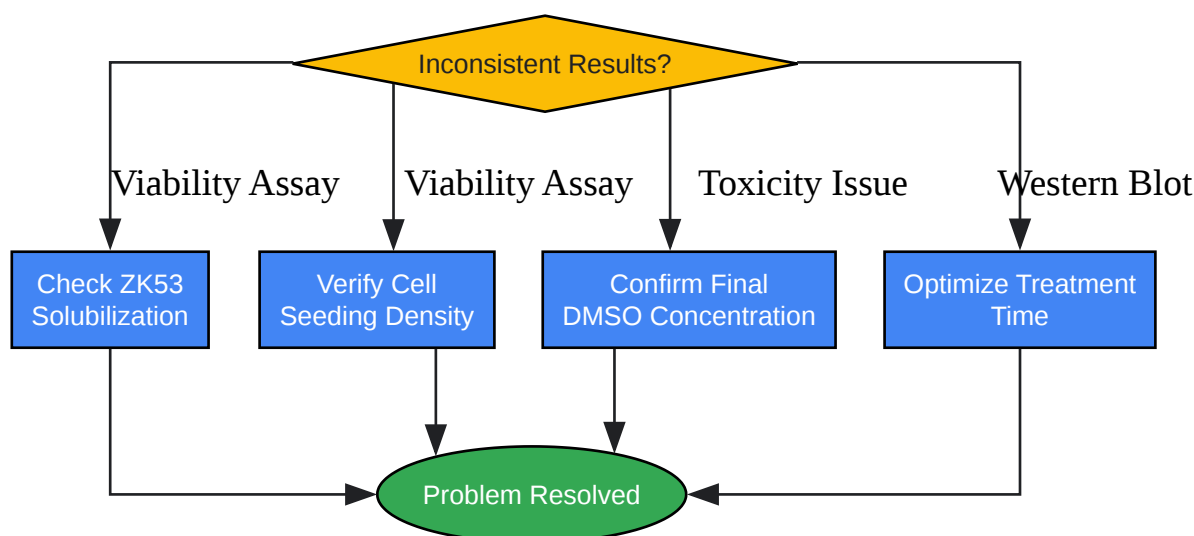 Inconsistent Results?
Viability Assay
Viability Assay
Toxicity Issue
Western Blot
Check ZK53
Solubilization
Verify Cell
Seeding Density
Confirm Final
DMSO Concentration
Optimize Treatment
Time
Problem Resolved